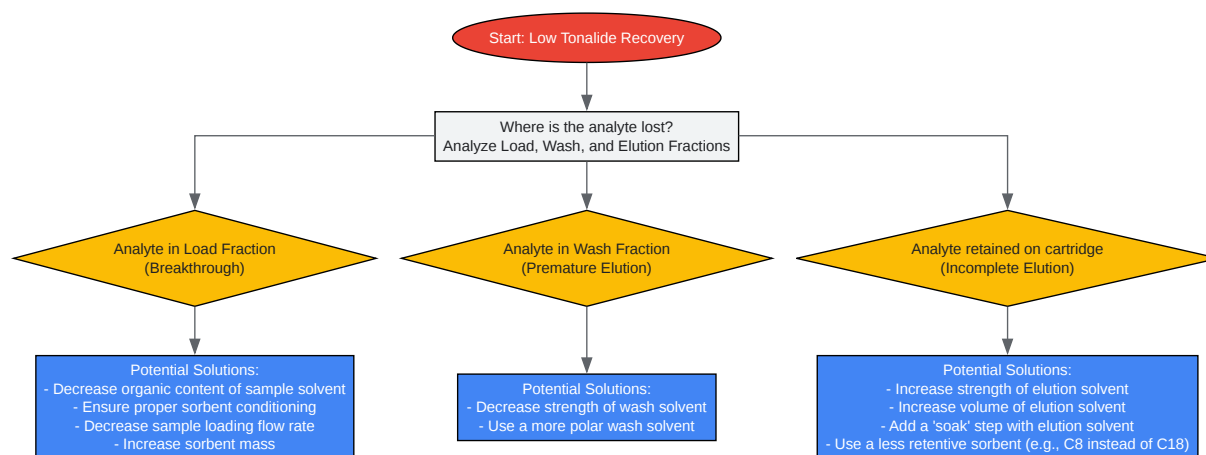 Start: Low Tonalide Recovery
Where is the analyte lost?
Analyze Load, Wash, and Elution Fractions
Analyte in Load Fraction
(Breakthrough)
Analyte in Wash Fraction
(Premature Elution)
Analyte retained on cartridge
(Incomplete Elution)
Potential Solutions:
- Decrease organic content of sample solvent
- Ensure proper sorbent conditioning
- Decrease sample loading flow rate
- Increase sorbent mass
Potential Solutions:
- Decrease strength of wash solvent
- Use a more polar wash solvent
Potential Solutions:
- Increase strength of elution solvent
- Increase volume of elution solvent
- Add a 'soak' step with elution solvent
- Use a less retentive sorbent (e.g., C8 instead of C18)